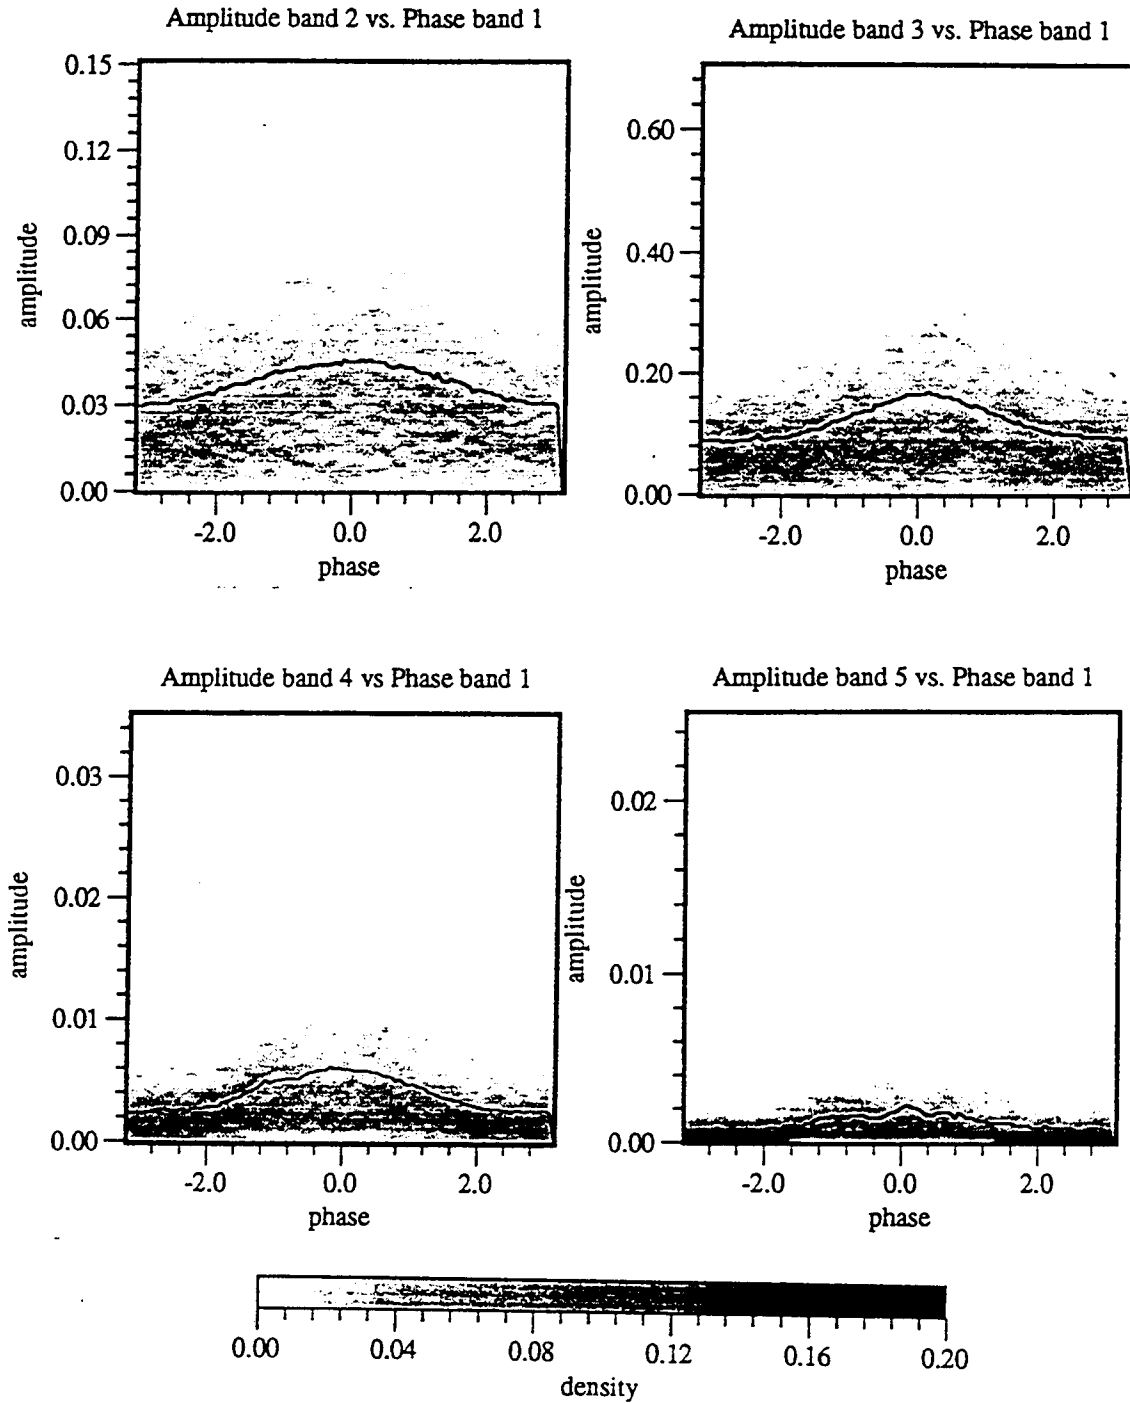 Amplitude band 2 vs. Phase band 1
0.15
0.12
0.09
0.06
0.03
0.00
amplitude
-2.0 0.0 2.0
phase
Amplitude band 3 vs. Phase band 1
0.60
0.40
0.20
0.00
amplitude
-2.0 0.0 2.0
phase
Amplitude band 4 vs Phase band 1
0.03
0.02
0.01
0.00
amplitude
-2.0 0.0 2.0
phase
Amplitude band 5 vs. Phase band 1
0.02
0.01
0.00
amplitude
-2.0 0.0 2.0
phase
0.00 0.04 0.08 0.12 0.16 0.20
density